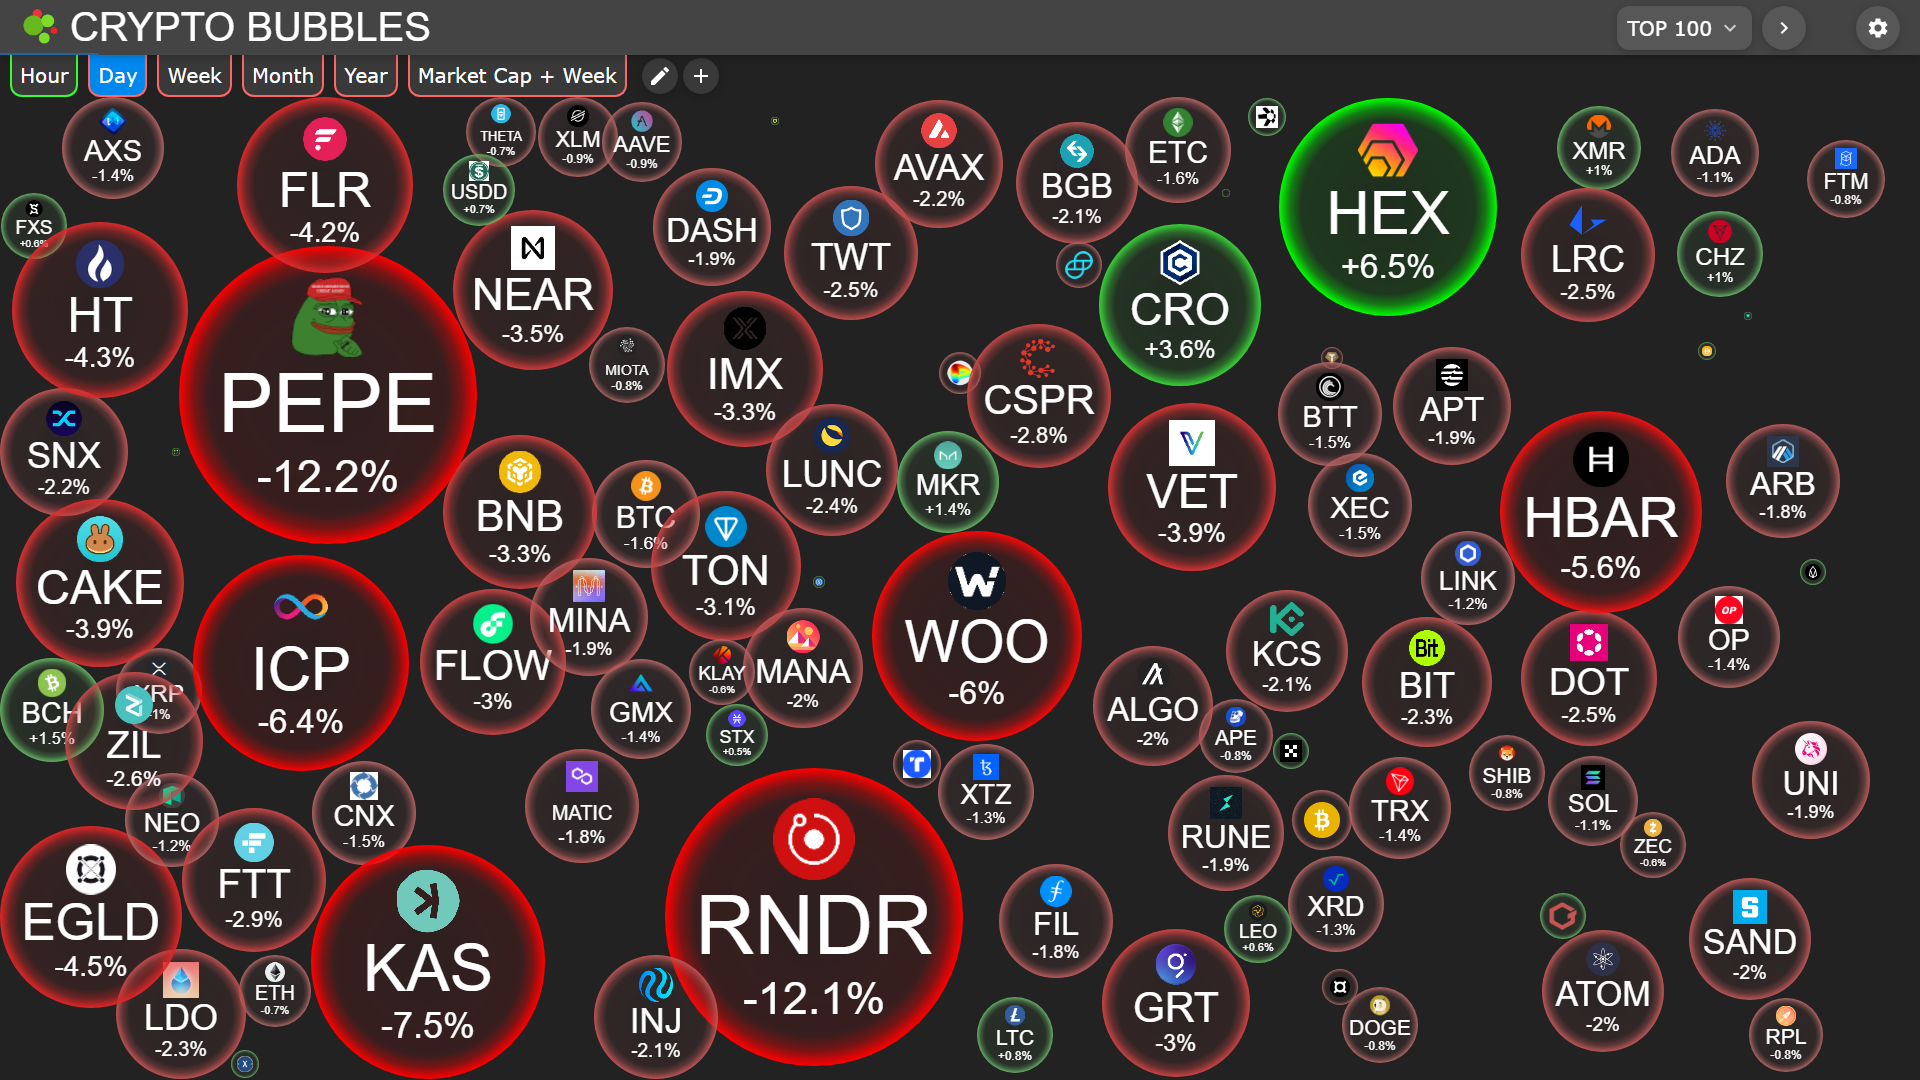 CRYPTO BUBBLES
TOP 100
Hour
Day
Week
Month
Year
Market Cap + Week
AXS
-1.4%
FLR
-4.2%
THETA
-0.7%
XLM
-0.9%
AAVE
-0.9%
USDD
+0.7%
AVAX
-2.2%
BGB
-2.1%
ETC
-1.6%
HEX
+6.5%
XMR
+1%
ADA
-1.1%
FTM
-0.8%
FXS
+0.6%
HT
-4.3%
PEPE
-12.2%
NEAR
-3.5%
DASH
-1.9%
TWT
-2.5%
CRO
+3.6%
LRC
-2.5%
CHZ
+1%
MIOTA
-0.8%
IMX
-3.3%
CSPR
-2.8%
BTT
-1.5%
APT
-1.9%
SNX
-2.2%
LUNC
-2.4%
MKR
+1.4%
VET
-3.9%
XEC
-1.5%
HBAR
-5.6%
ARB
-1.8%
BNB
-3.3%
BTC
-1.6%
TON
-3.1%
CAKE
-3.9%
ICP
-6.4%
FLOW
-3%
MINA
-1.9%
WOO
-6%
LINK
-1.2%
KCS
-2.1%
BIT
Bit
-2.3%
DOT
-2.5%
OP
OP
-1.4%
BCH
+1.5%
XRP
-1%
ZIL
-2.6%
GMX
-1.4%
KLAY
-0.6%
MANA
-2%
STX
+0.5%
ALGO
-2%
APE
-0.8%
NEO
-1.2%
CNX
-1.5%
MATIC
-1.8%
XTZ
-1.3%
RUNE
-1.9%
TRX
-1.4%
SHIB
-0.8%
SOL
-1.1%
ZEC
-0.6%
UNI
-1.9%
EGLD
-4.5%
FTT
-2.9%
KAS
-7.5%
RNDR
-12.1%
FIL
-1.8%
LEO
+0.6%
XRD
-1.3%
SAND
-2%
LDO
-2.3%
ETH
-0.7%
INJ
-2.1%
LTC
+0.8%
GRT
-3%
DOGE
-0.8%
ATOM
-2%
RPL
-0.8%